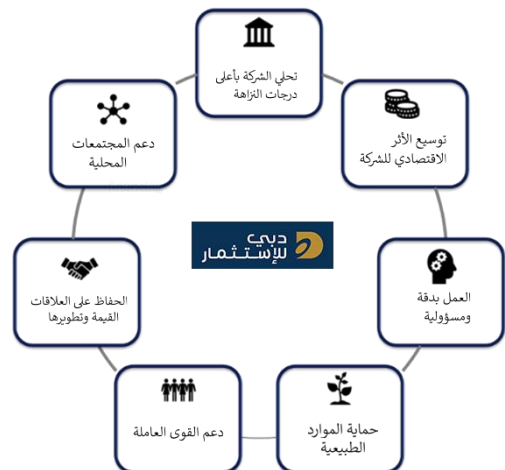 تحلي الشركة بأعلى
درجات النزاهة
توسيع الأثر
الاقتصادي للشركة
العمل بدقة
ومسؤولية
حماية الموارد
الطبيعية
دعم القوى العاملة
الحفاظ على العلاقات
القيمة وتطويرها
دعم المجتمعات
المحلية
دبي
للإستثمار